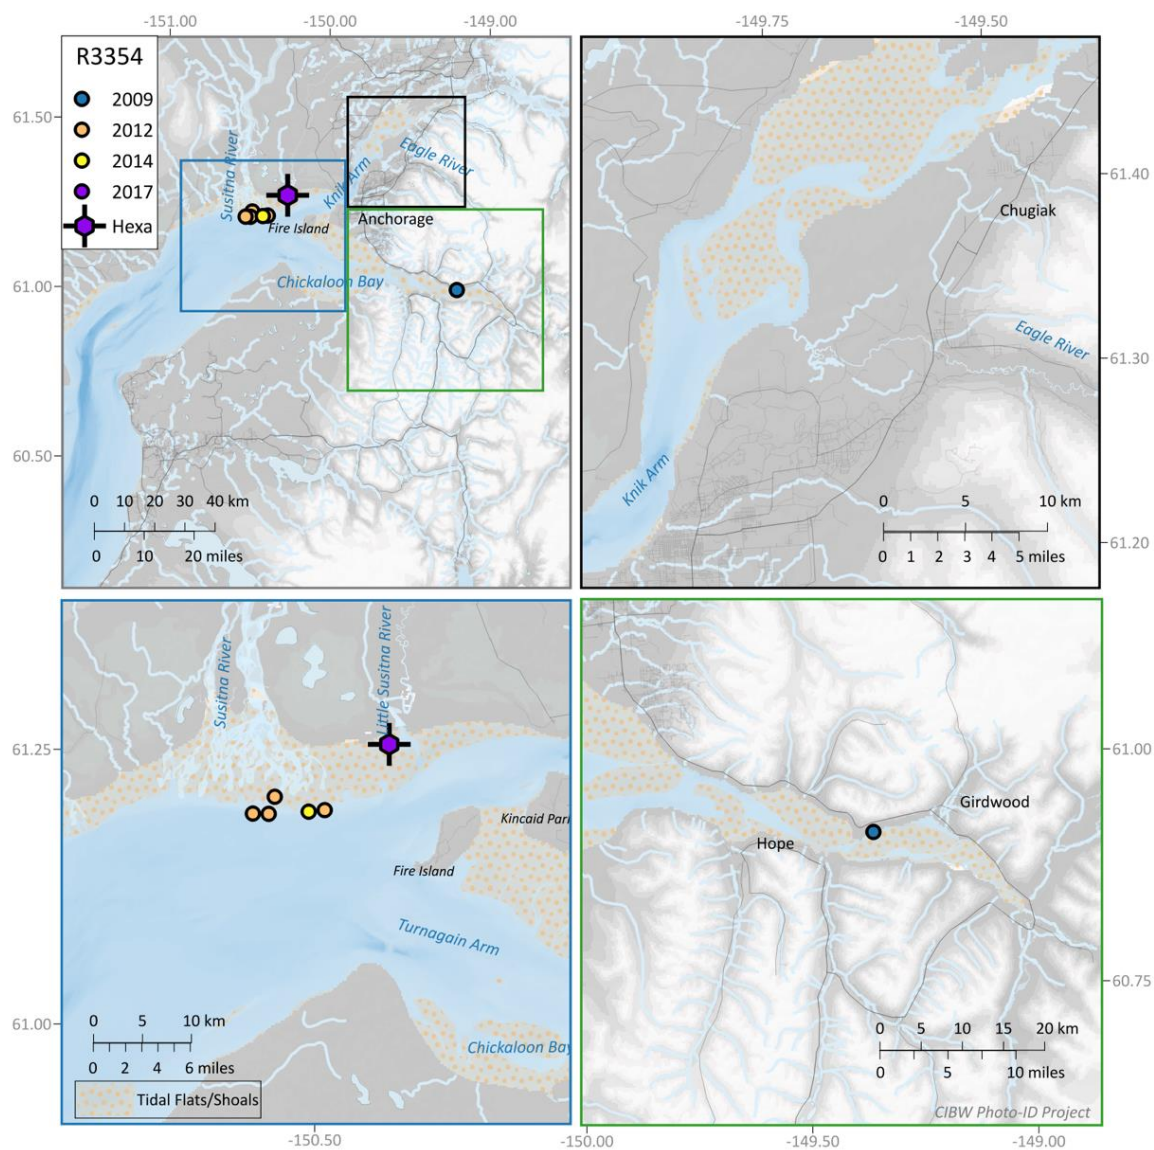 -151.00 -150.00 -149.00
-149.75 -149.50
R3354
2009
2012
2014
2017
Hexa
61.50
61.00
60.50
Susitna River
Knik Arm
Eagle River
Anchorage
Fire Island
Chickaloon Bay
0 10 20 30 40 km
0 10 20 miles
61.40
61.30
61.20
Chugiak
Eagle River
Knik Arm
0 5 10 km
0 1 2 3 4 5 miles
61.25
61.00
Susitna River
Little Susitna River
Kincaid Par
Fire Island
Turnagain Arm
Chickaloon Bay
0 5 10 km
0 2 4 6 miles
Tidal Flats/Shoals
-150.50
61.00
60.75
Girdwood
Hope
0 5 10 15 20 km
0 5 10 miles
CIBW Photo-ID Project
-150.00 -149.50 -149.00